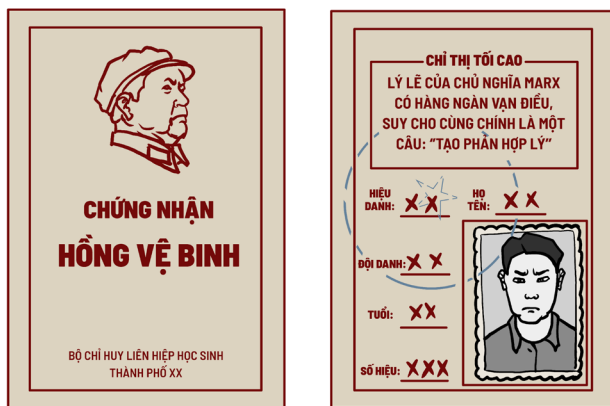 CHỨNG NHẬN
HỒNG VỆ BINH
BỘ CHỈ HUY LIÊN HIỆP HỌC SINH
THÀNH PHỐ XX
CHỈ THỊ TỐI CAO
LÝ LẼ CỦA CHỦ NGHĨA MARX
CÓ HÀNG NGÀN VẠN ĐIỀU,
SUY CHO CÙNG CHÍNH LÀ MỘT
CÂU: “TẠO PHẢN HỢP LÝ”
HIỆU
DANH: XX
HỌ
TÊN: XX
ĐỘI DANH: XX
TUỔI: XX
SỐ HIỆU: XXX